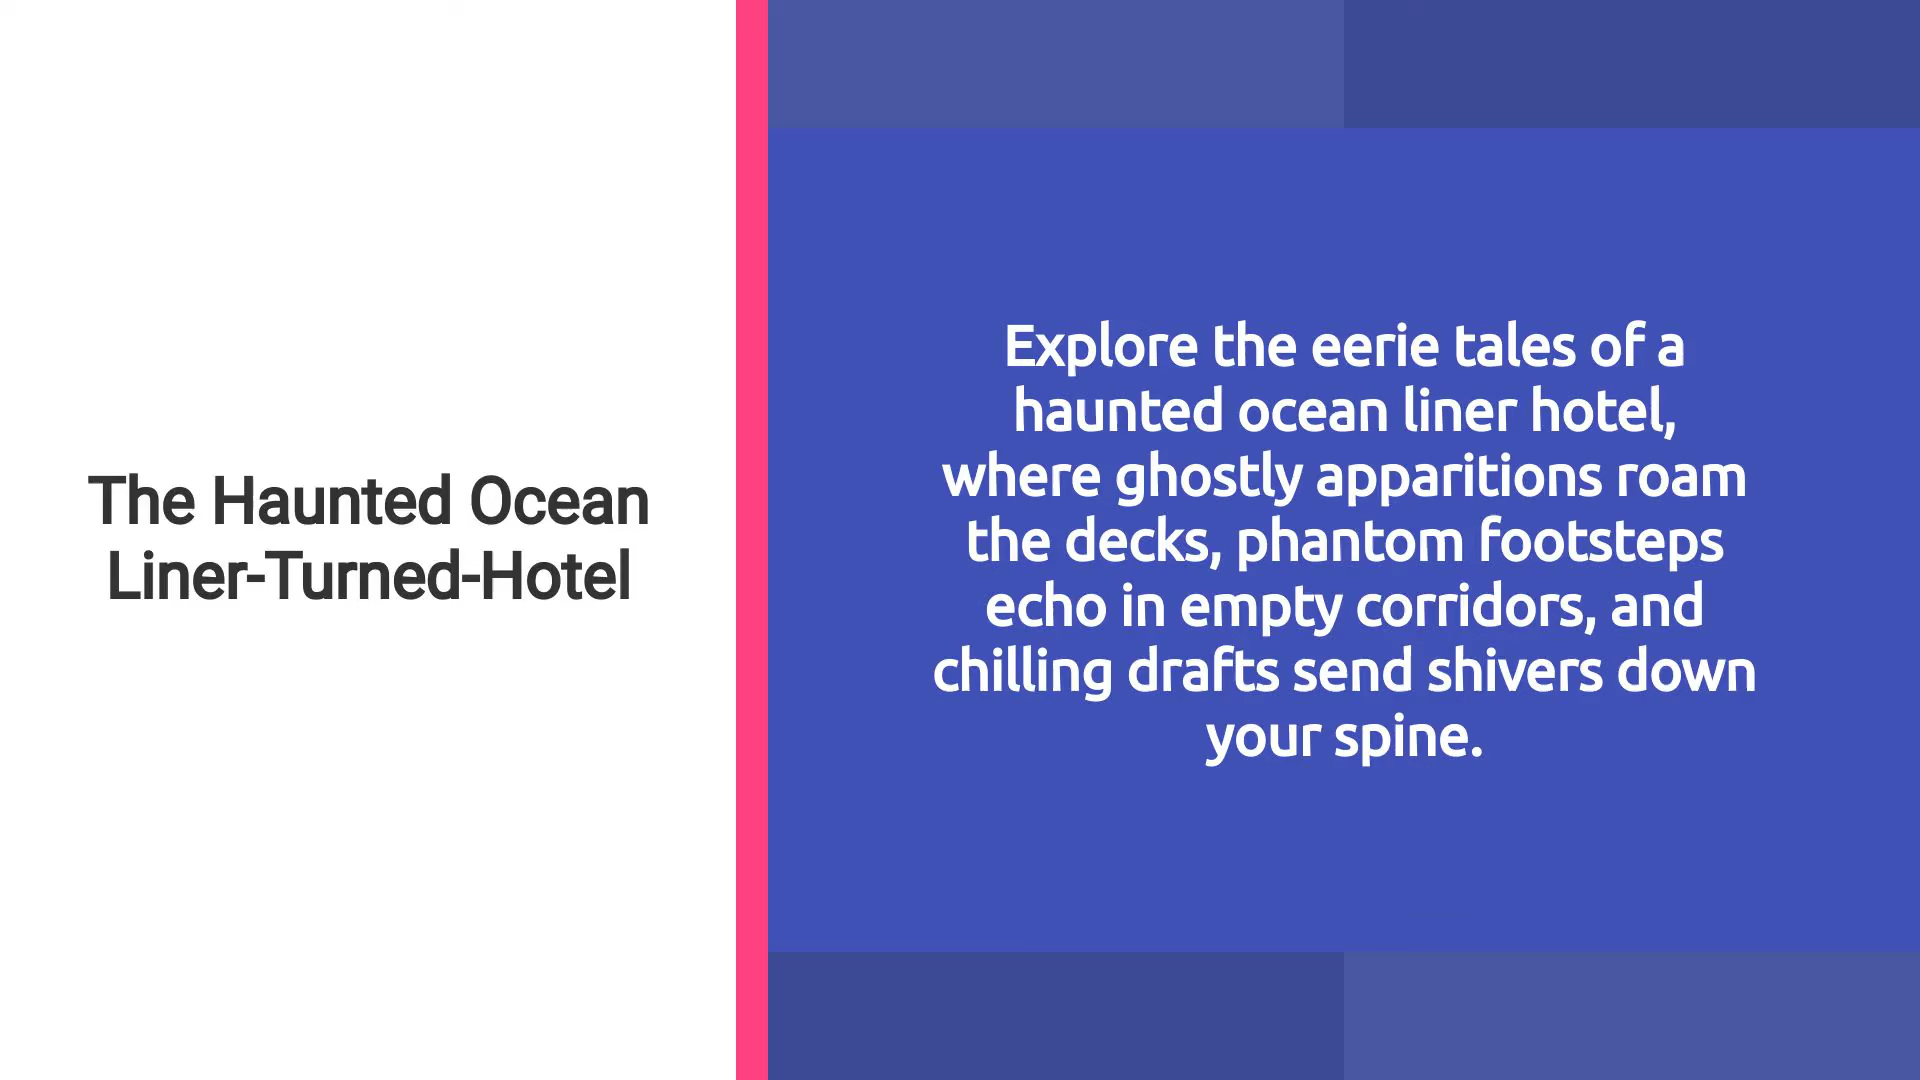 The Haunted Ocean
Liner-Turned-Hotel
Explore the eerie tales of a
haunted ocean liner hotel,
where ghostly apparitions roam
the decks, phantom footsteps
echo in empty corridors, and
chilling drafts send shivers down
your spine.